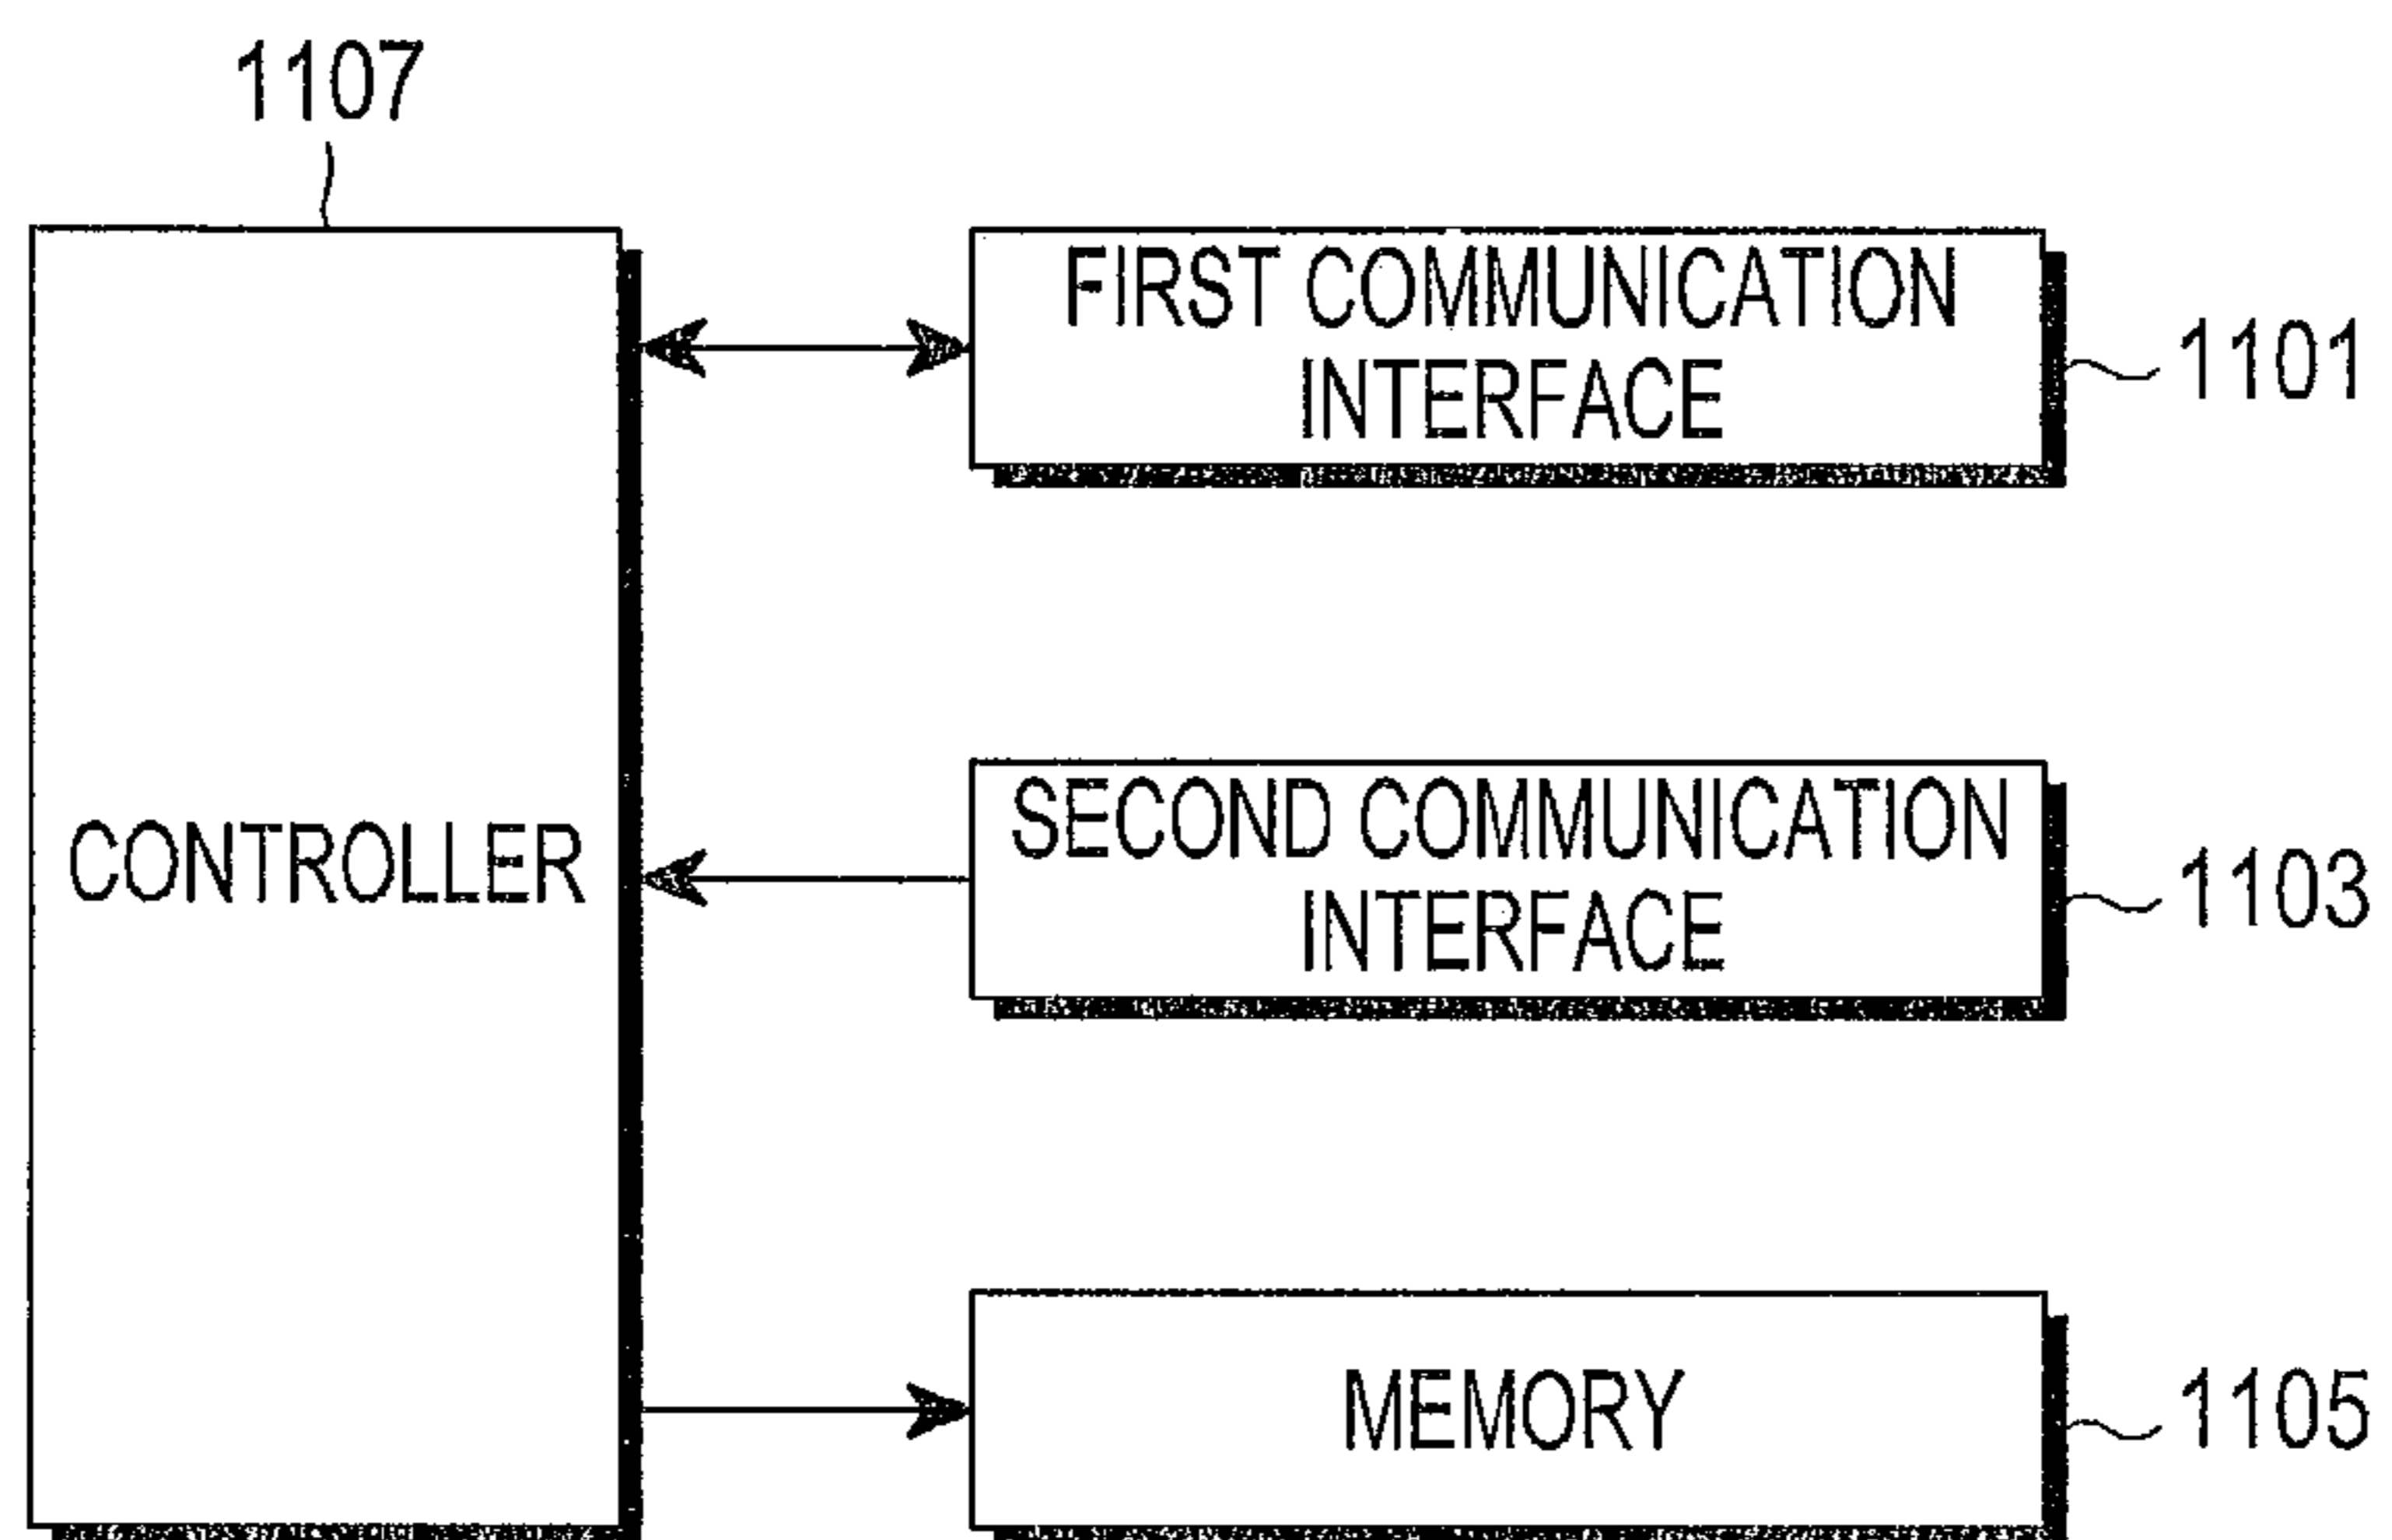 1107
FIRST COMMUNICATION
INTERFACE
1101
CONTROLLER
SECOND COMMUNICATION
INTERFACE
1103
MEMORY
1105